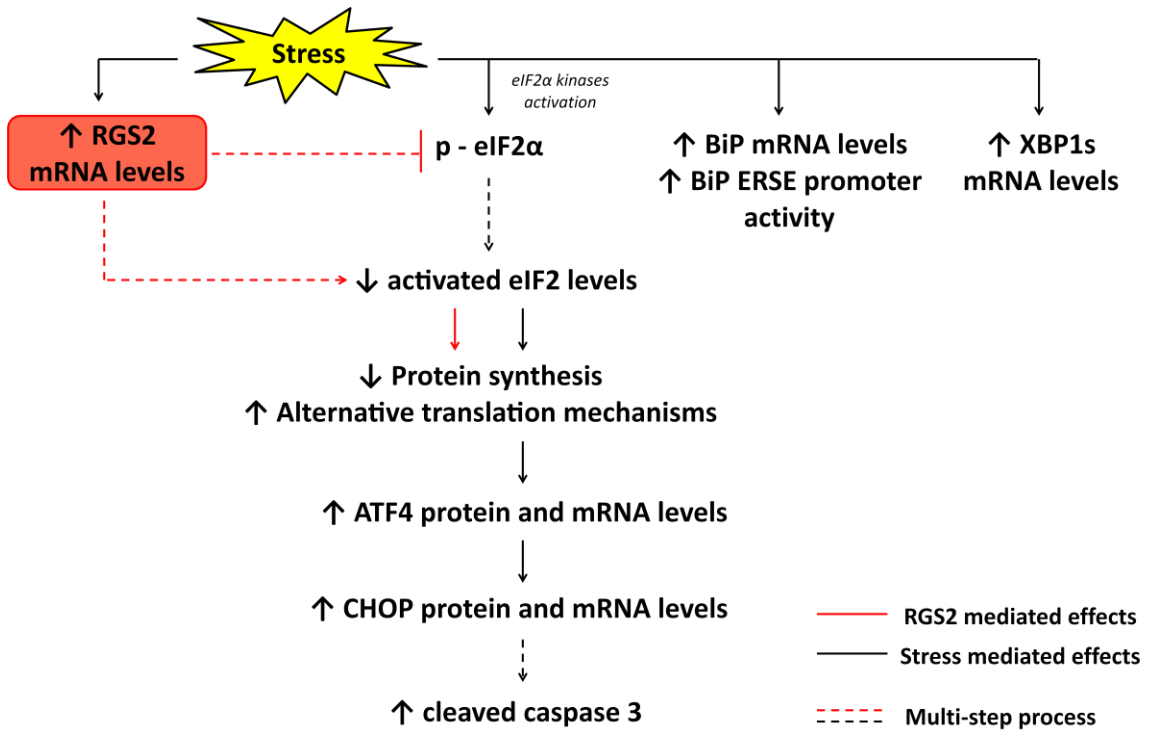 Stress
eIF2α kinases
activation
↑ RGS2
mRNA levels
p - eIF2α
↑ BiP mRNA levels
↑ BiP ERSE promoter
activity
↑ XBP1s
mRNA levels
↓ activated eIF2 levels
↓ Protein synthesis
↑ Alternative translation mechanisms
↑ ATF4 protein and mRNA levels
↑ CHOP protein and mRNA levels
↑ cleaved caspase 3
RGS2 mediated effects
Stress mediated effects
Multi-step process